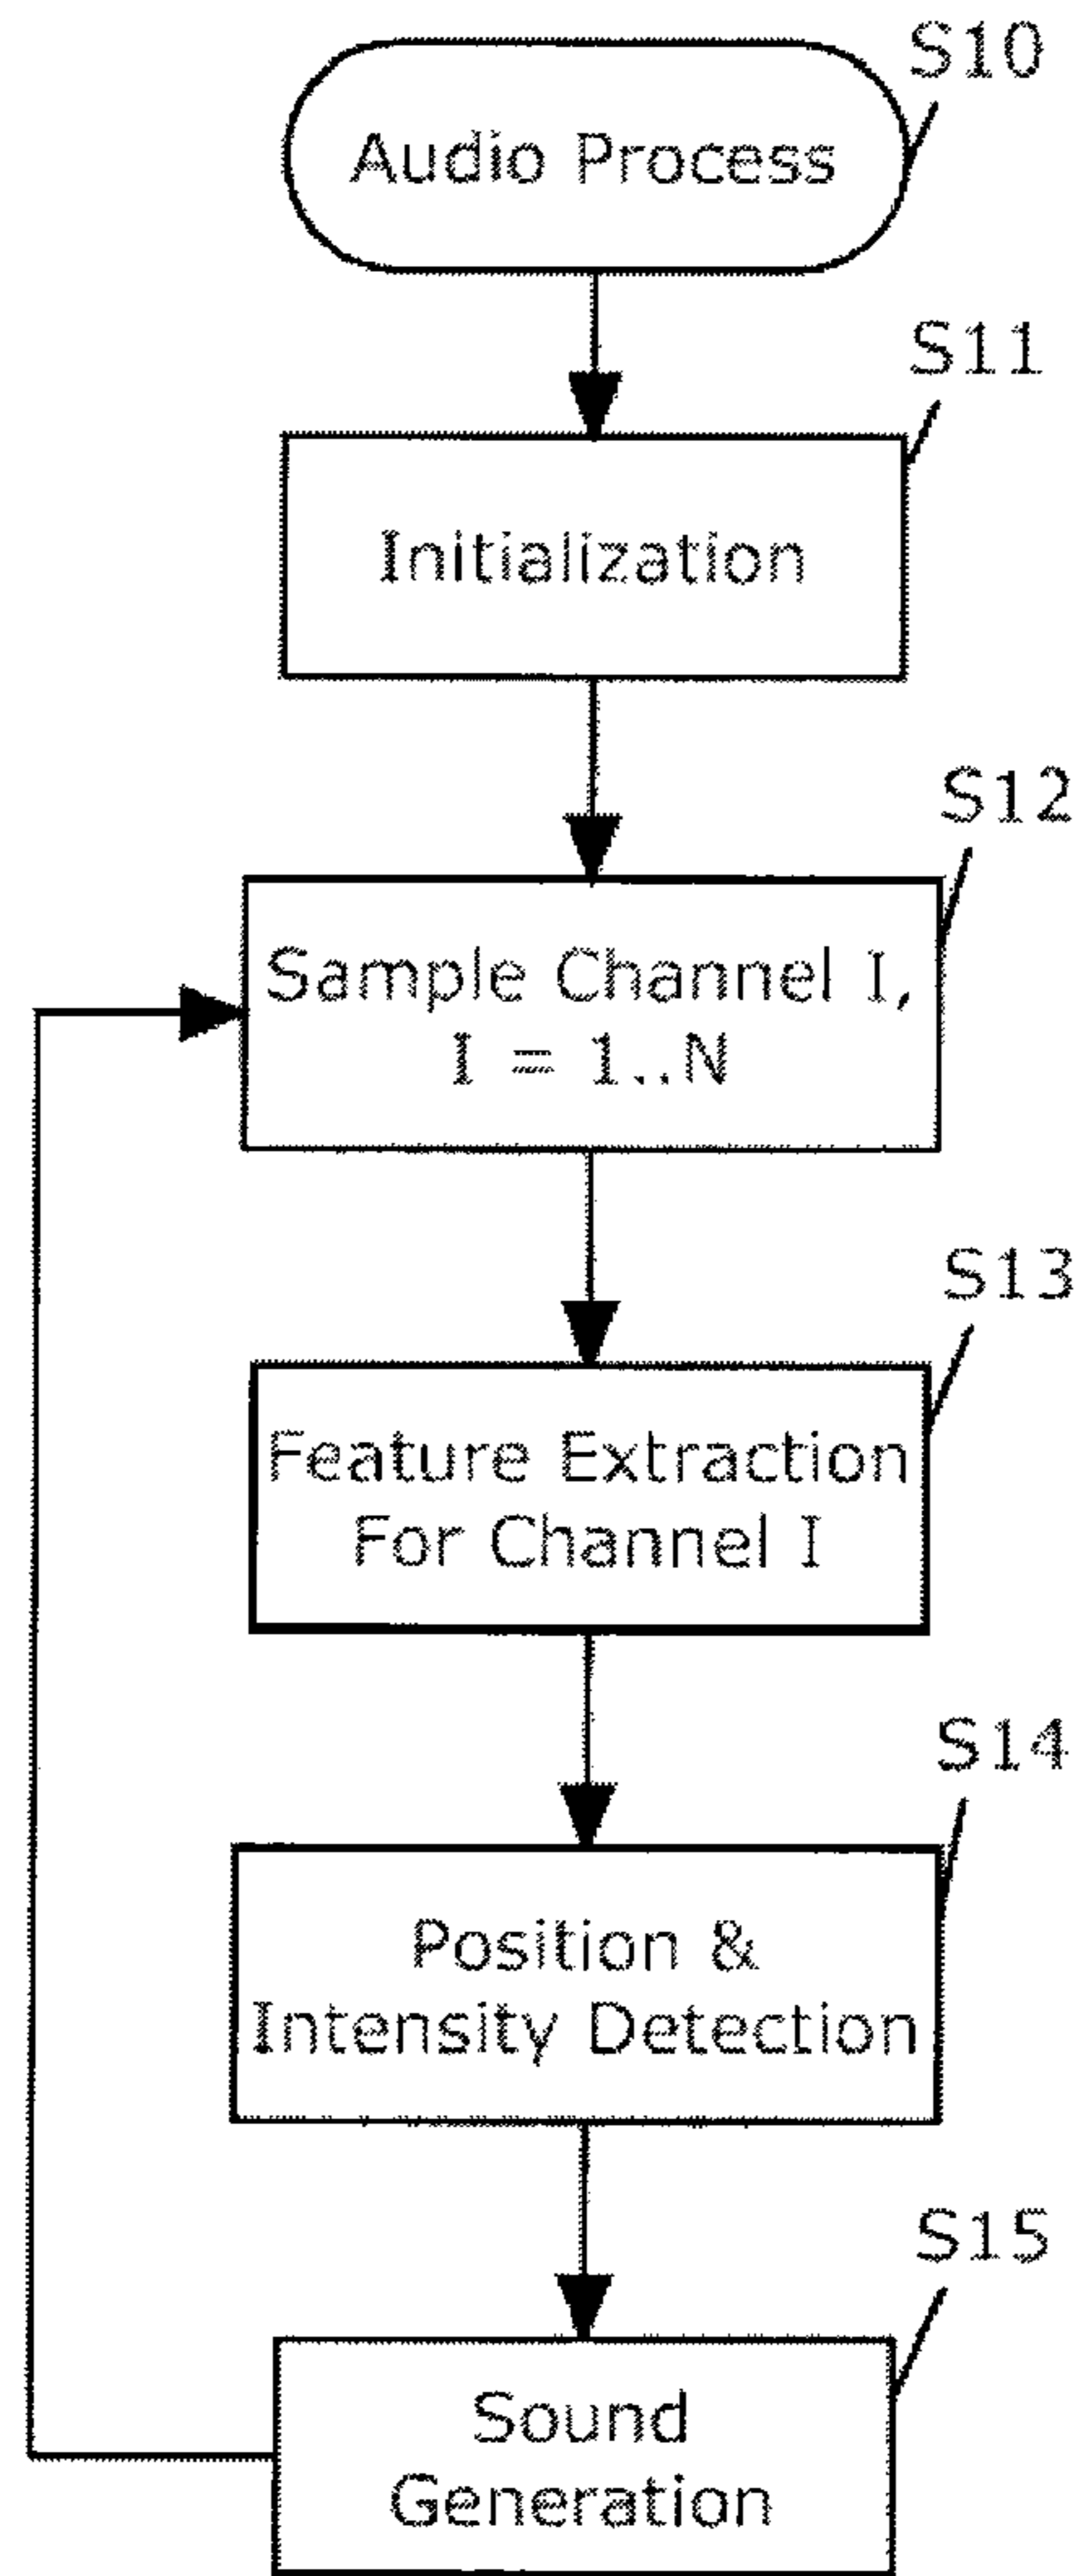 S10
Audio Process
S11
Initialization
S12
Sample Channel I,
I = 1..N
S13
Feature Extraction
For Channel I
S14
Position &
Intensity Detection
S15
Sound
Generation